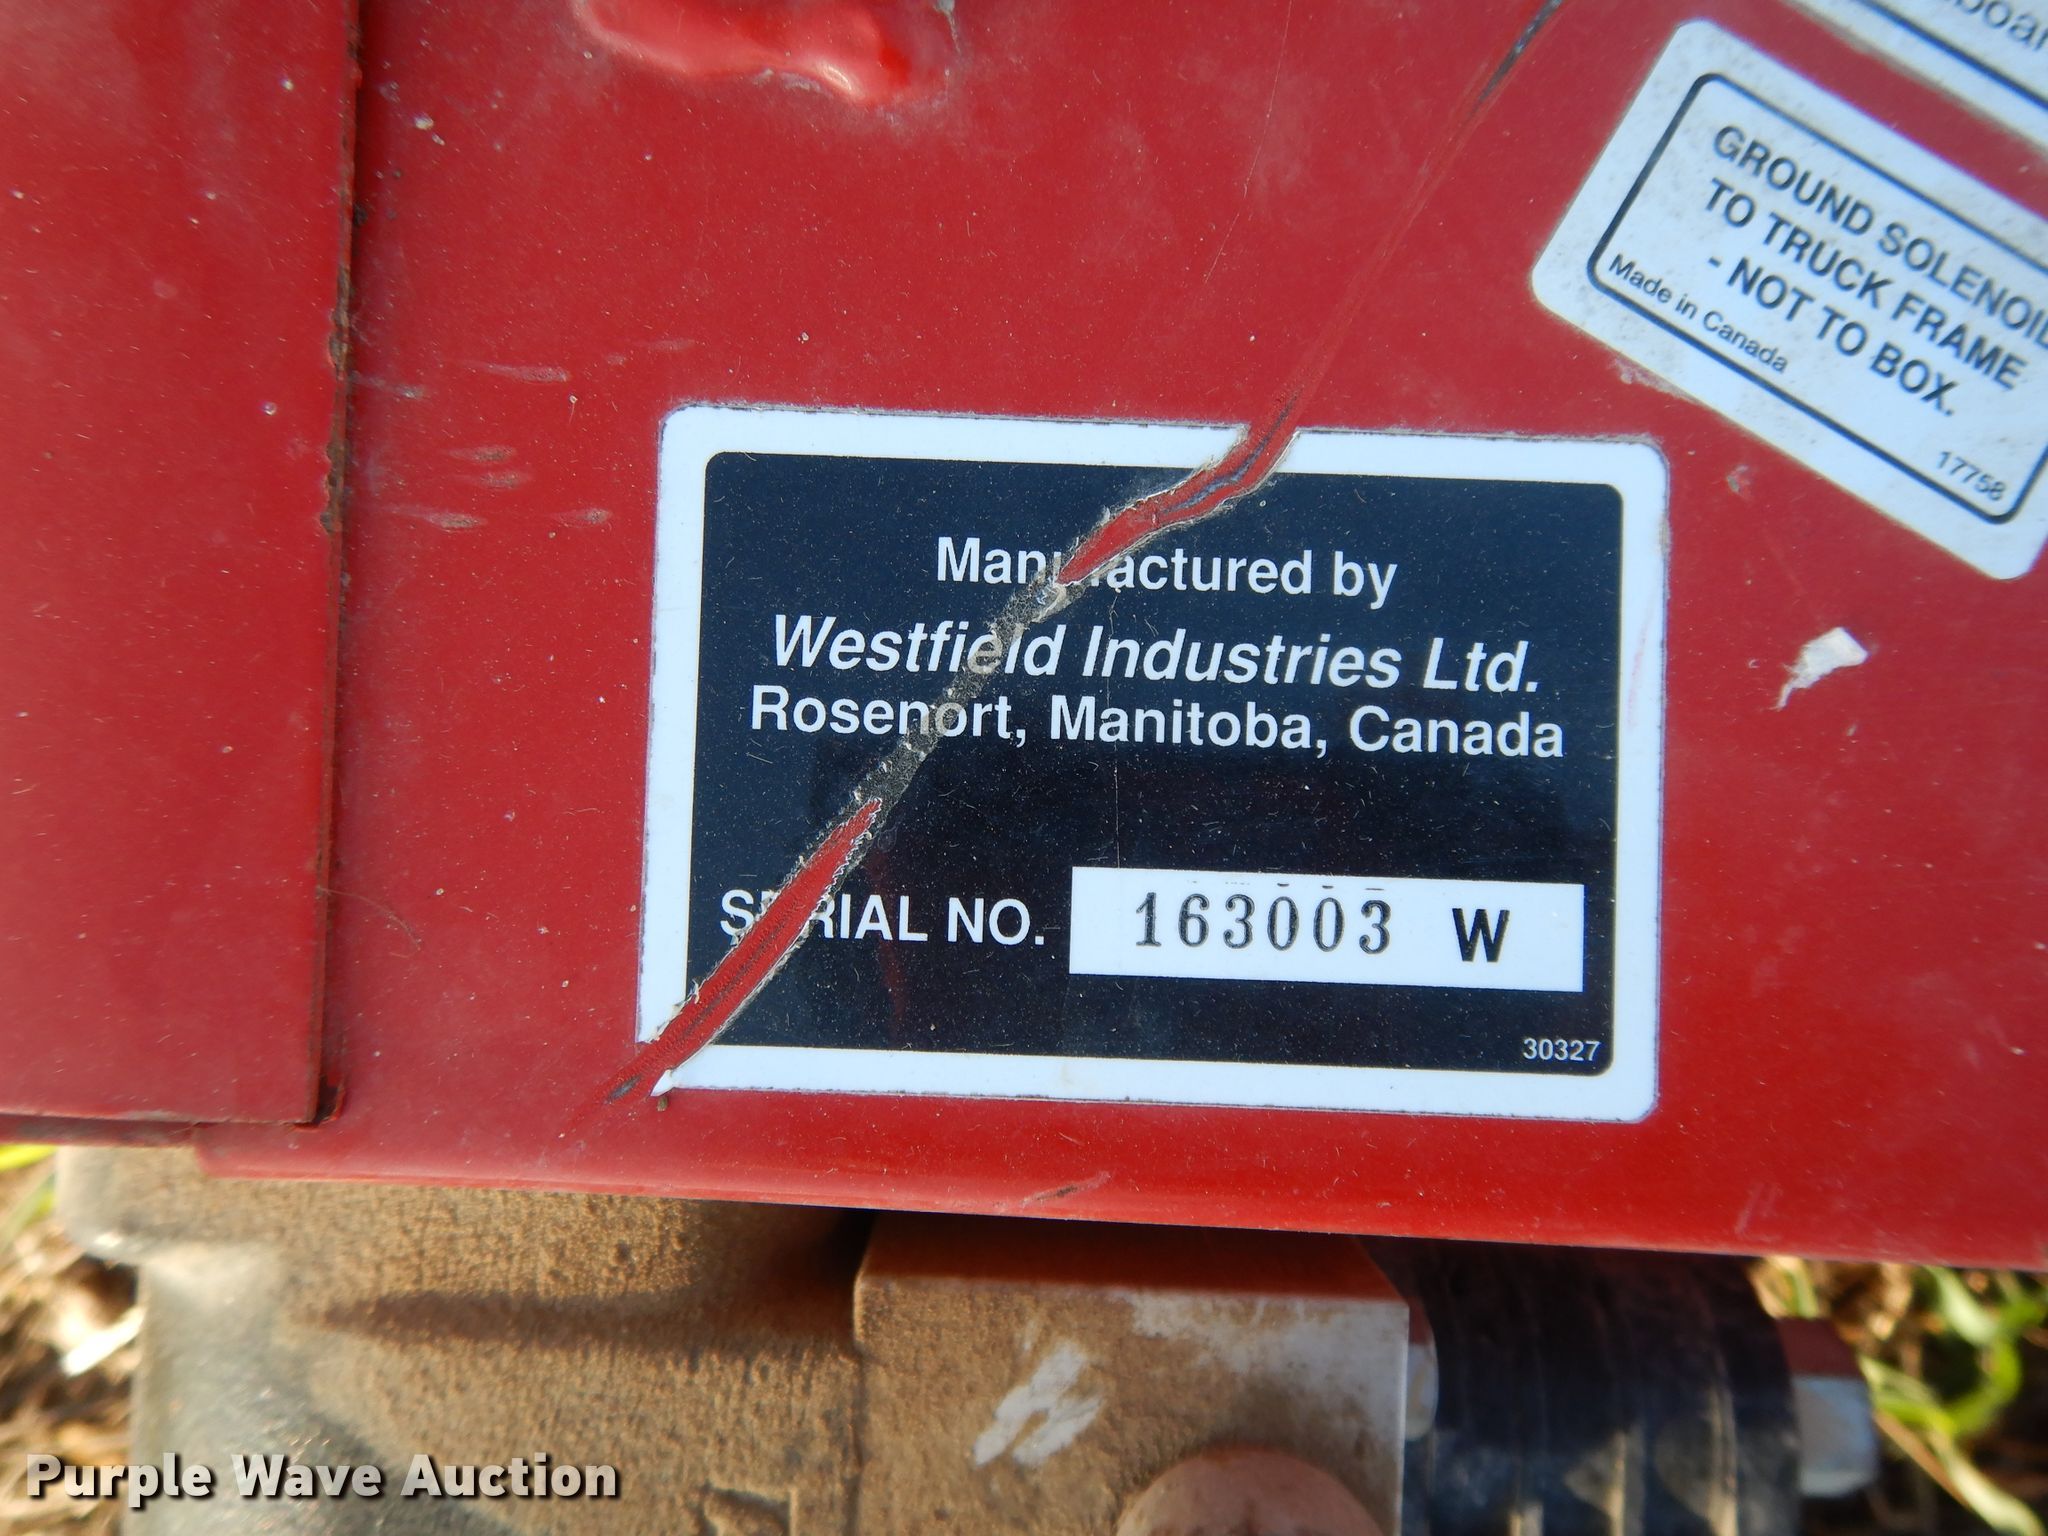 GROUND SOLENOID
TO TRUCK FRAME
- NOT TO BOX.
Made in Canada
17758
Manufactured by
Westfield Industries Ltd.
Rosenort, Manitoba, Canada
SERIAL NO. 163003 W
30327
Purple Wave Auction